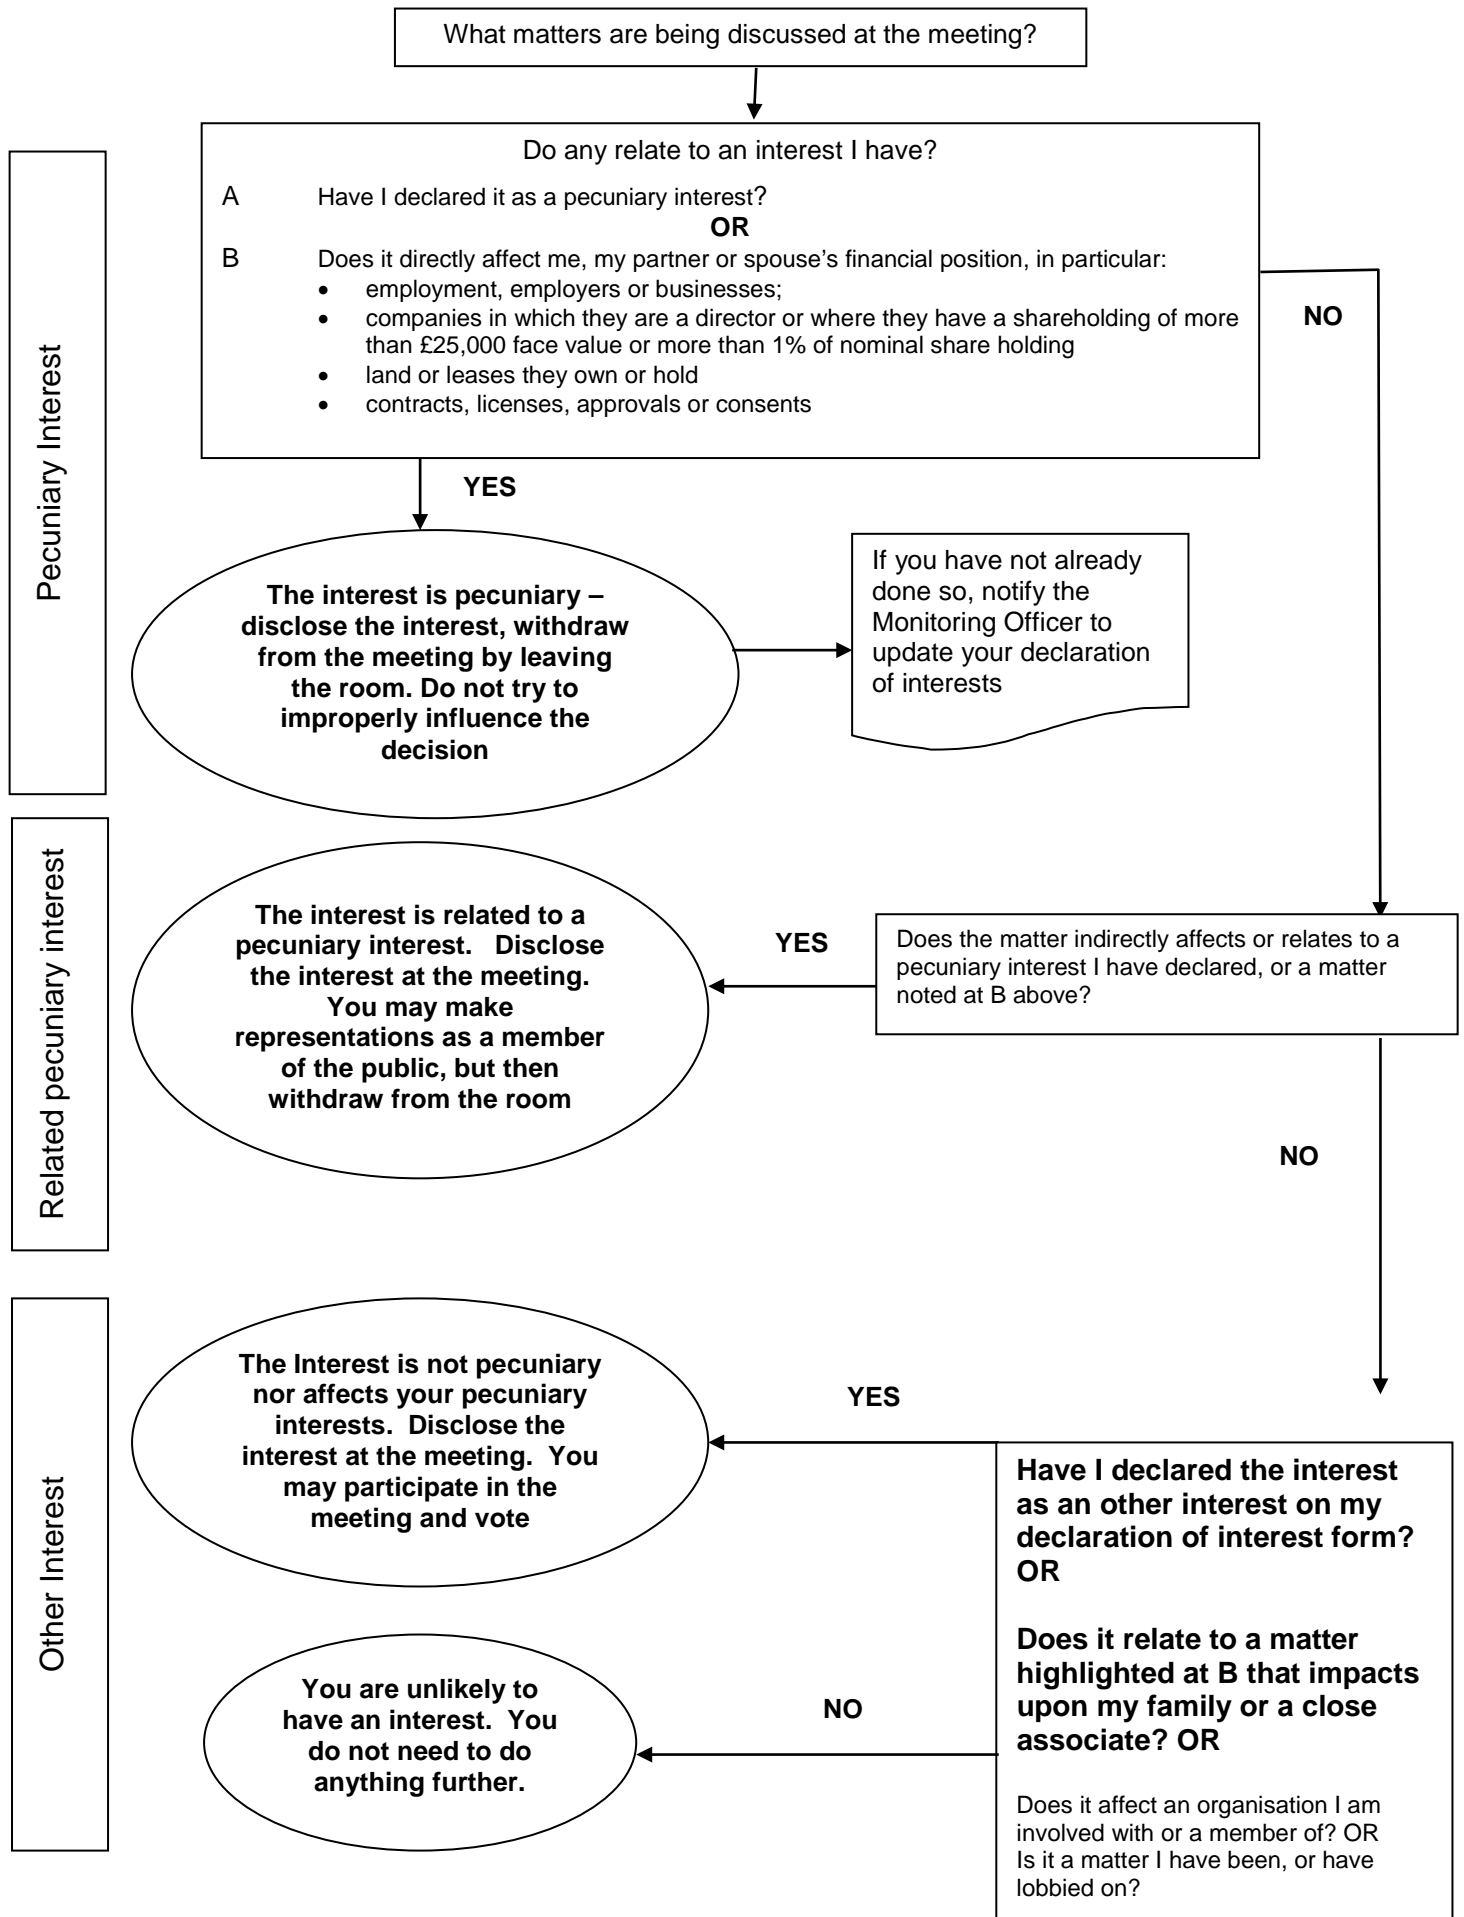 What matters are being discussed at the meeting?
Pecuniary Interest
Do any relate to an interest I have?
A Have I declared it as a pecuniary interest?
OR
B Does it directly affect me, my partner or spouse's financial position, in particular:
• employment, employers or businesses;
• companies in which they are a director or where they have a shareholding of more
than £25,000 face value or more than 1% of nominal share holding
• land or leases they own or hold
• contracts, licenses, approvals or consents
NO
YES
The interest is pecuniary –
disclose the interest, withdraw
from the meeting by leaving
the room. Do not try to
improperly influence the
decision
If you have not already
done so, notify the
Monitoring Officer to
update your declaration
of interests
Related pecuniary interest
The interest is related to a
pecuniary interest. Disclose
the interest at the meeting.
You may make
representations as a member
of the public, but then
withdraw from the room
YES
Does the matter indirectly affects or relates to a
pecuniary interest I have declared, or a matter
noted at B above?
NO
Other Interest
The Interest is not pecuniary
nor affects your pecuniary
interests. Disclose the
interest at the meeting. You
may participate in the
meeting and vote
YES
Have I declared the interest
as an other interest on my
declaration of interest form?
OR
Does it relate to a matter
highlighted at B that impacts
upon my family or a close
associate? OR
Does it affect an organisation I am
involved with or a member of? OR
Is it a matter I have been, or have
lobbied on?
NO
You are unlikely to
have an interest. You
do not need to do
anything further.